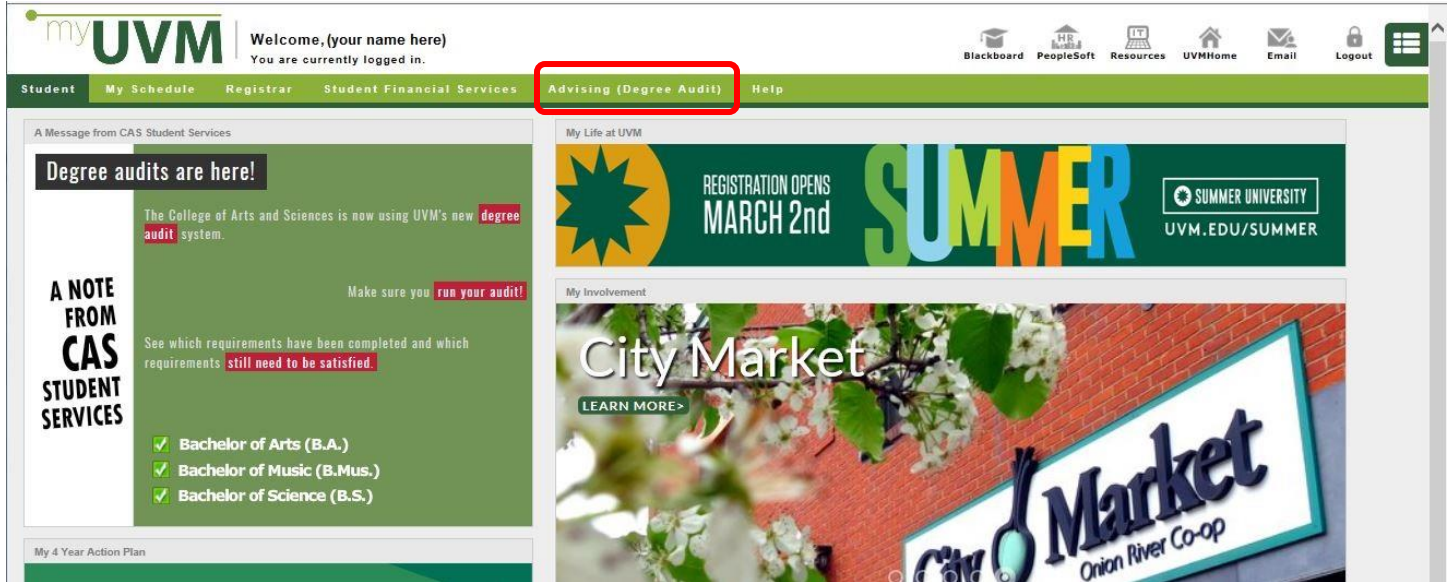 myUVM
Welcome, (your name here)
You are currently logged in.
Blackboard
HR
PeopleSoft
IT
Resources
UVMHome
Email
Logout
Student My Schedule Registrar Student Financial Services Advising (Degree Audit) Help
A Message from CAS Student Services
Degree audits are here!
A NOTE
FROM
CAS
STUDENT
SERVICES
The College of Arts and Sciences is now using UVM's new degree
audit system.
Make sure you run your audit!
See which requirements have been completed and which
requirements still need to be satisfied.
Bachelor of Arts (B.A.)
Bachelor of Music (B.Mus.)
Bachelor of Science (B.S.)
My 4 Year Action Plan
My Life at UVM
REGISTRATION OPENS
MARCH 2nd
SUMMER
SUMMER UNIVERSITY
UVM.EDU/SUMMER
My Involvement
City Market
LEARN MORE>
City Market
Onion River Co-op